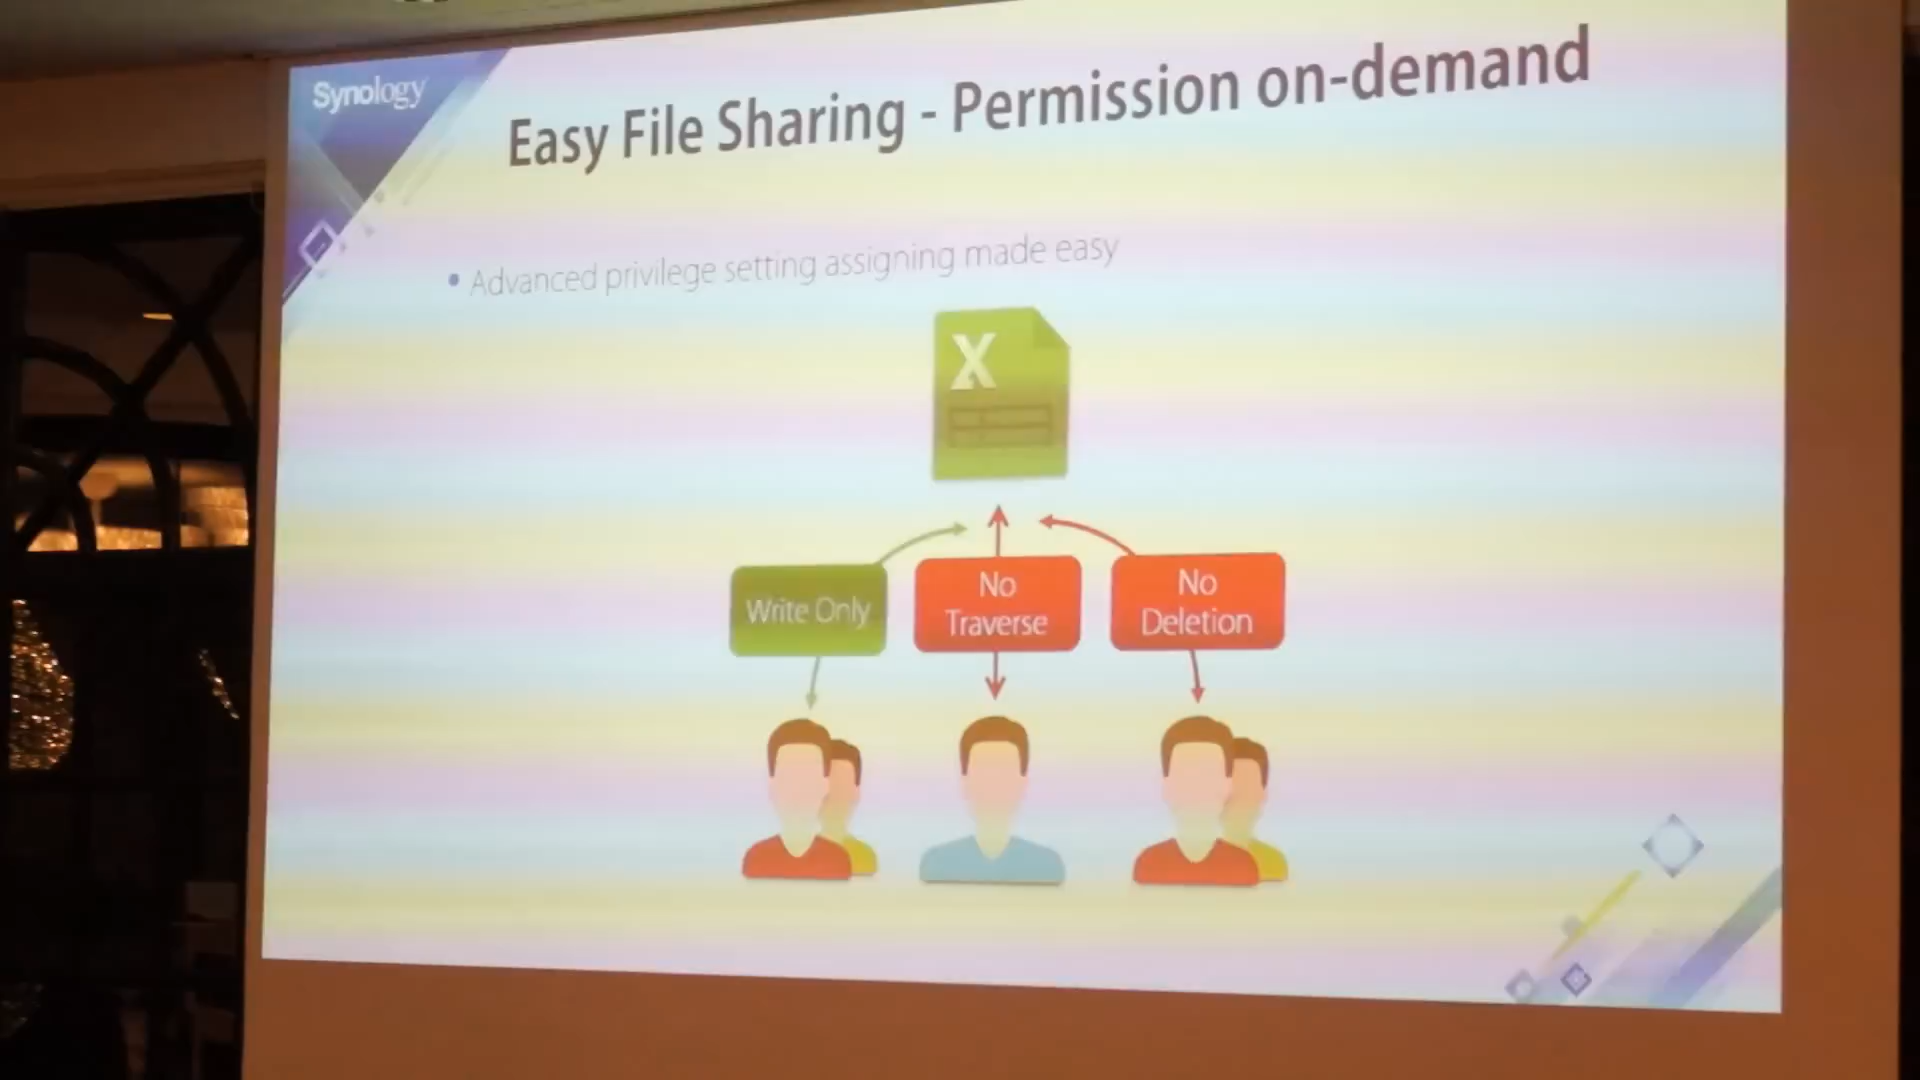 Synology
Easy File Sharing - Permission on-demand
• Advanced privilege setting assigning made easy
X
Write Only
No
Traverse
No
Deletion